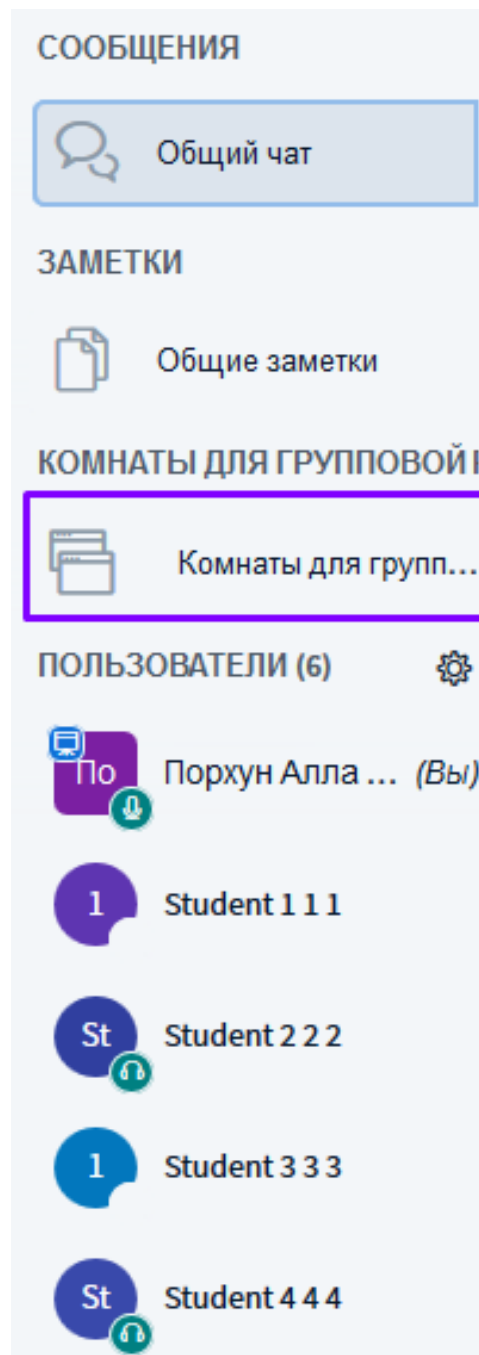 СООБЩЕНИЯ
Общий чат
ЗАМЕТКИ
Общие заметки
КОМНАТЫ ДЛЯ ГРУППОВОЙ
Комнаты для групп...
ПОЛЬЗОВАТЕЛИ (6)
По Порхун Алла ... (Вы)
1 Student 1 1 1
St Student 2 2 2
1 Student 3 3 3
St Student 4 4 4